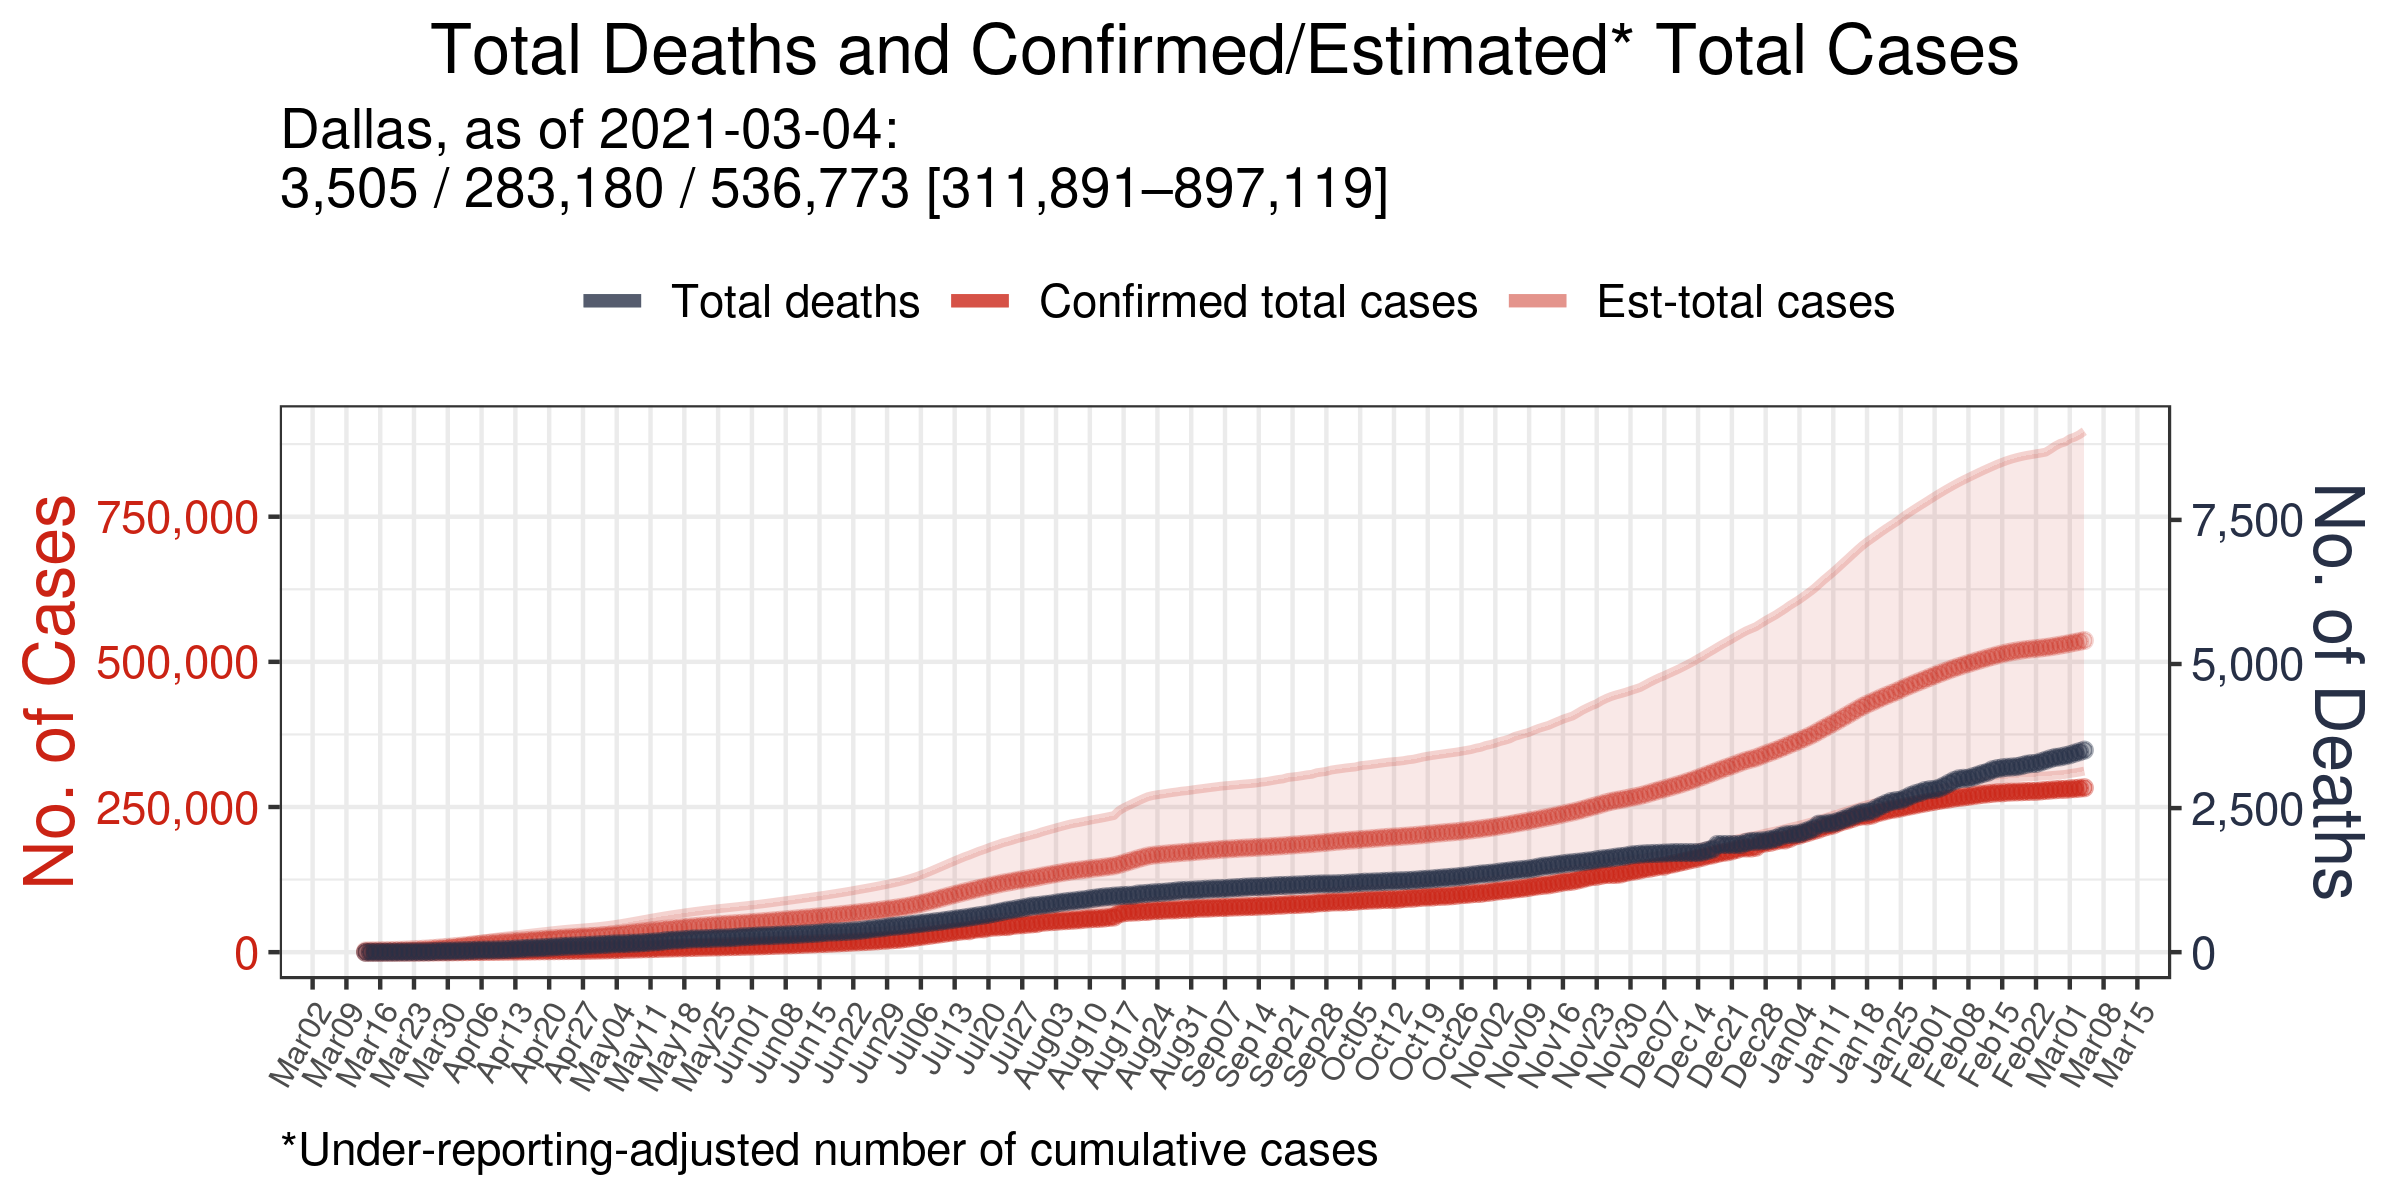 Total Deaths and Confirmed/Estimated* Total Cases
Dallas, as of 2021-03-04:
3,505 / 283,180 / 536,773 [311,891–897,119]
Total deaths
Confirmed total cases
Est-total cases
No. of Cases
750,000
500,000
250,000
0
7,500
5,000
2,500
0
No. of Deaths
Mar02
Mar09
Mar16
Mar23
Mar30
Apr06
Apr13
Apr20
Apr27
May04
May11
May18
May25
Jun01
Jun08
Jun15
Jun22
Jun29
Jul06
Jul13
Jul20
Jul27
Aug03
Aug10
Aug17
Aug24
Aug31
Sep07
Sep14
Sep21
Sep28
Oct05
Oct12
Oct19
Oct26
Nov02
Nov09
Nov16
Nov23
Nov30
Dec07
Dec14
Dec21
Dec28
Jan04
Jan11
Jan18
Jan25
Feb01
Feb08
Feb15
Feb22
Mar01
Mar08
Mar15
*Under-reporting-adjusted number of cumulative cases